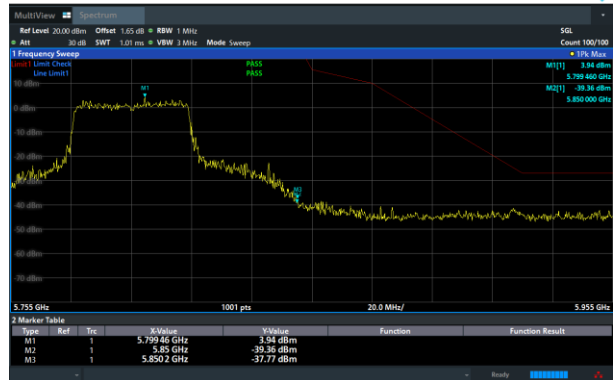 MultiView Spectrum
Ref Level 20.00 dBm Offset 1.65 dB RBW 1 MHz SGL
Att 30 dB SWT 1.01 ms VBW 3 MHz Mode Sweep Count 100/100
1 Frequency Sweep 1Pk Max
Limit1 Limit Check PASS M1[1] 3.94 dBm
Line Limit1 PASS 5.799 460 GHz
10 dBm M2[1] -39.36 dBm
M1 5.850 000 GHz
0 dBm
-10 dBm
-20 dBm
-30 dBm
-40 dBm
-50 dBm
-60 dBm
-70 dBm
5.755 GHz 1001 pts 20.0 MHz/ 5.955 GHz
2 Marker Table
Type Ref Trc X-Value Y-Value Function Function Result
M1 1 5.799 46 GHz 3.94 dBm
M2 1 5.85 GHz -39.36 dBm
M3 1 5.850 2 GHz -37.77 dBm
Ready